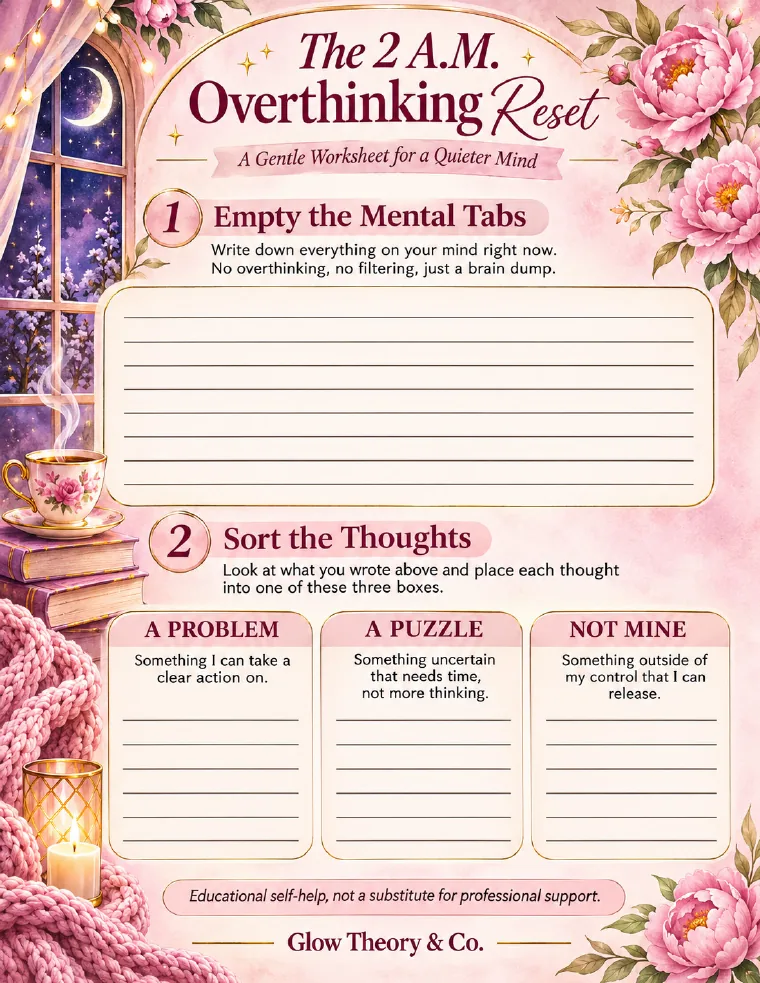 The 2 A.M.
Overthinking Reset
A Gentle Worksheet for a Quieter Mind
1 Empty the Mental Tabs
Write down everything on your mind right now.
No overthinking, no filtering, just a brain dump.
2 Sort the Thoughts
Look at what you wrote above and place each thought
into one of these three boxes.
A PROBLEM
Something I can take a
clear action on.
A PUZZLE
Something uncertain
that needs time,
not more thinking.
NOT MINE
Something outside of
my control that I can
release.
Educational self-help, not a substitute for professional support.
Glow Theory & Co.